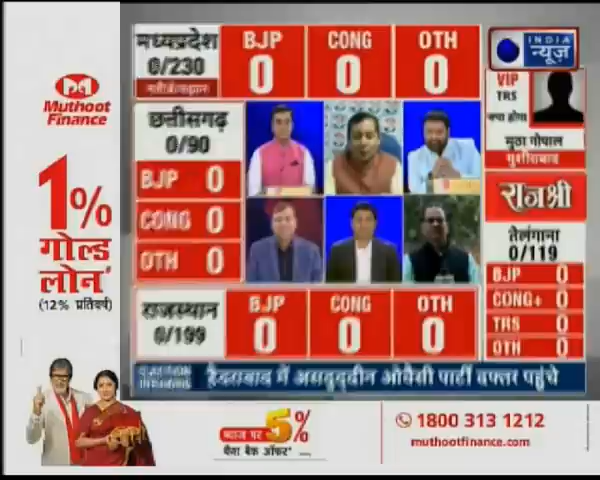 मध्यप्रदेश
0/230
BJP
0
CONG
0
OTH
0
INDIA
न्यूज़
Muthoot
Finance
1%
गोल्ड
लोन*
(12% प्रतिवर्ष)
छत्तीसगढ़
0/90
BJP 0
CONG 0
OTH 0
VIP
TRS
क्या होगा
मूठा गोपाल
मुशीराबाद
राजश्री
तेलंगाना
0/119
BJP 0
CONG+ 0
TRS 0
OTH 0
राजस्थान
0/199
BJP
0
CONG
0
OTH
0
हैदराबाद में असदुद्दीन ओवैसी पार्टी दफ्तर पहुंचे
ब्याज पर 5%
कैश बैक ऑफर*
1800 313 1212
muthootfinance.com